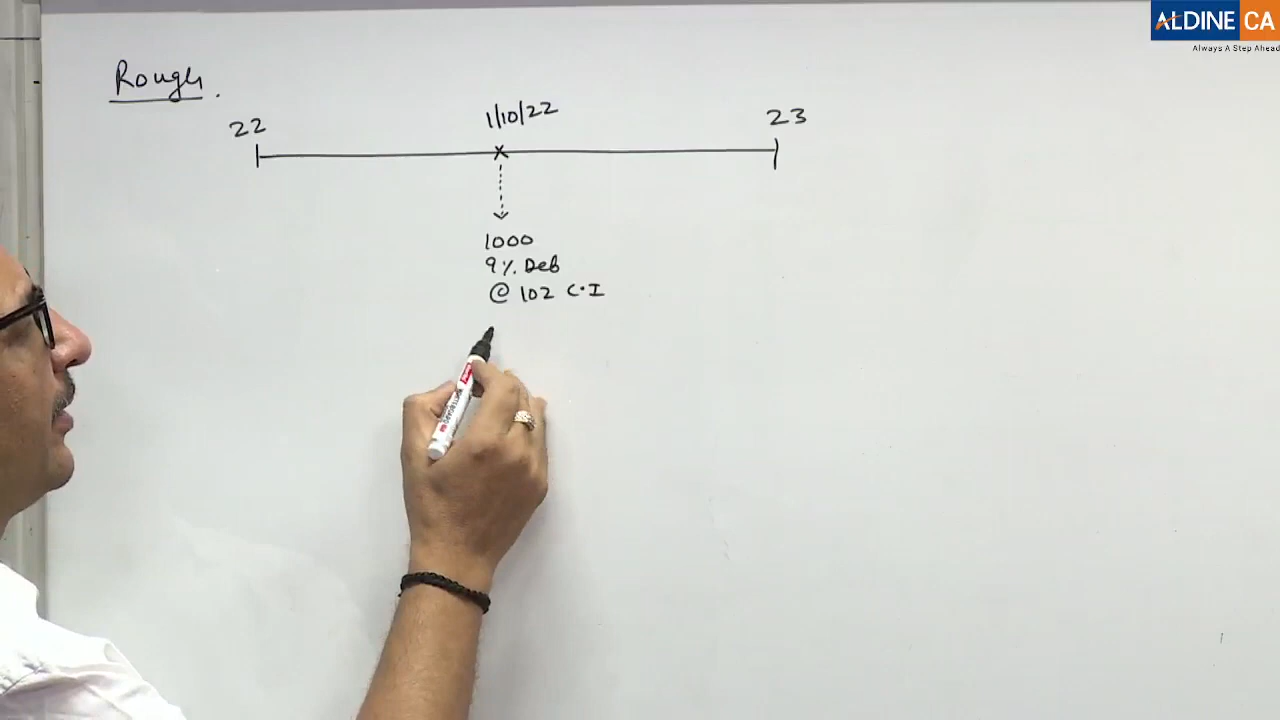 ALDINE CA
Always A Step Ahead
Rough.
22
1/10/22
23
1000
9% Deb
@ 102 C.I